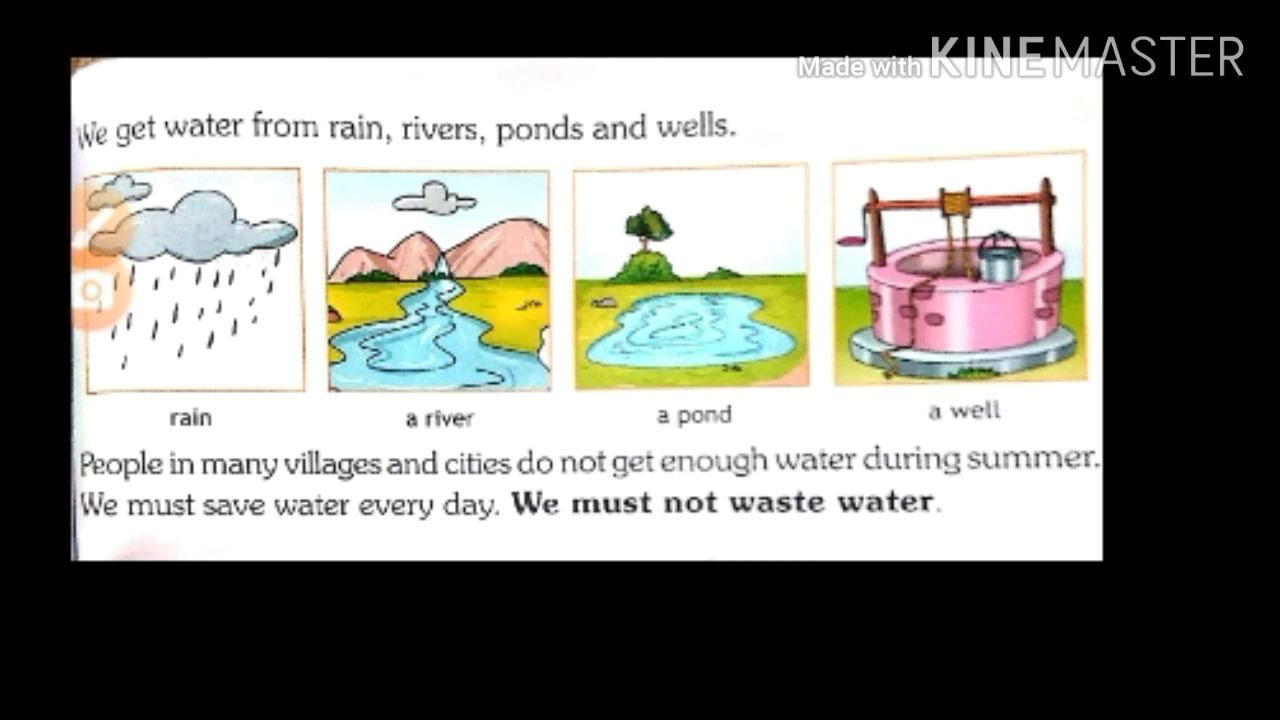 Made with KINEMASTER
We get water from rain, rivers, ponds and wells.
rain
a river
a pond
a well
People in many villages and cities do not get enough water during summer.
We must save water every day. We must not waste water.